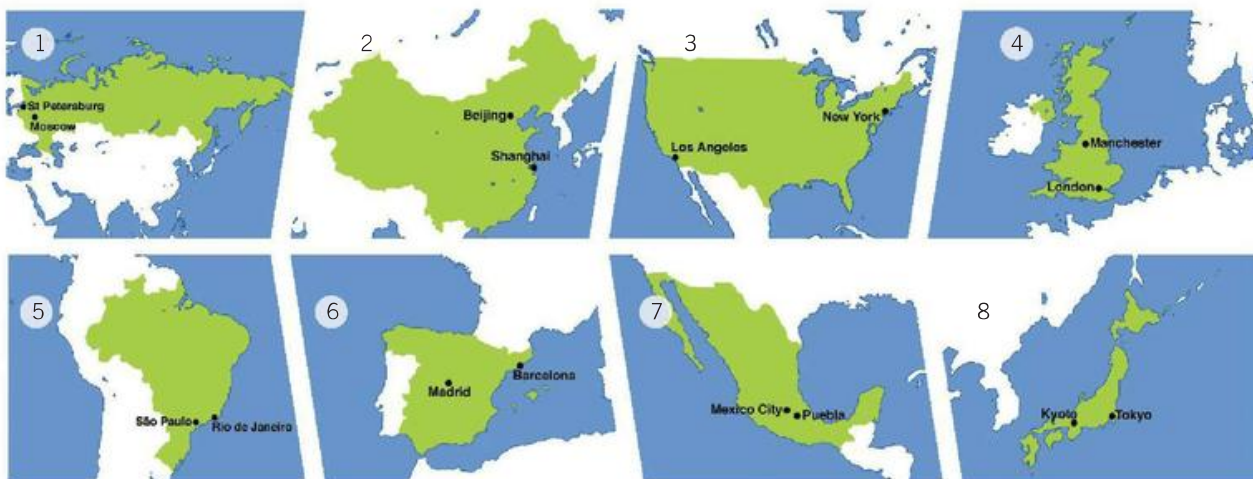 1
St Petersburg
Moscow
2
Beijing
Shanghai
3
New York
Los Angeles
4
Manchester
London
5
São Paulo
Rio de Janeiro
6
Madrid
Barcelona
7
Mexico City
Puebla
8
Kyoto
Tokyo